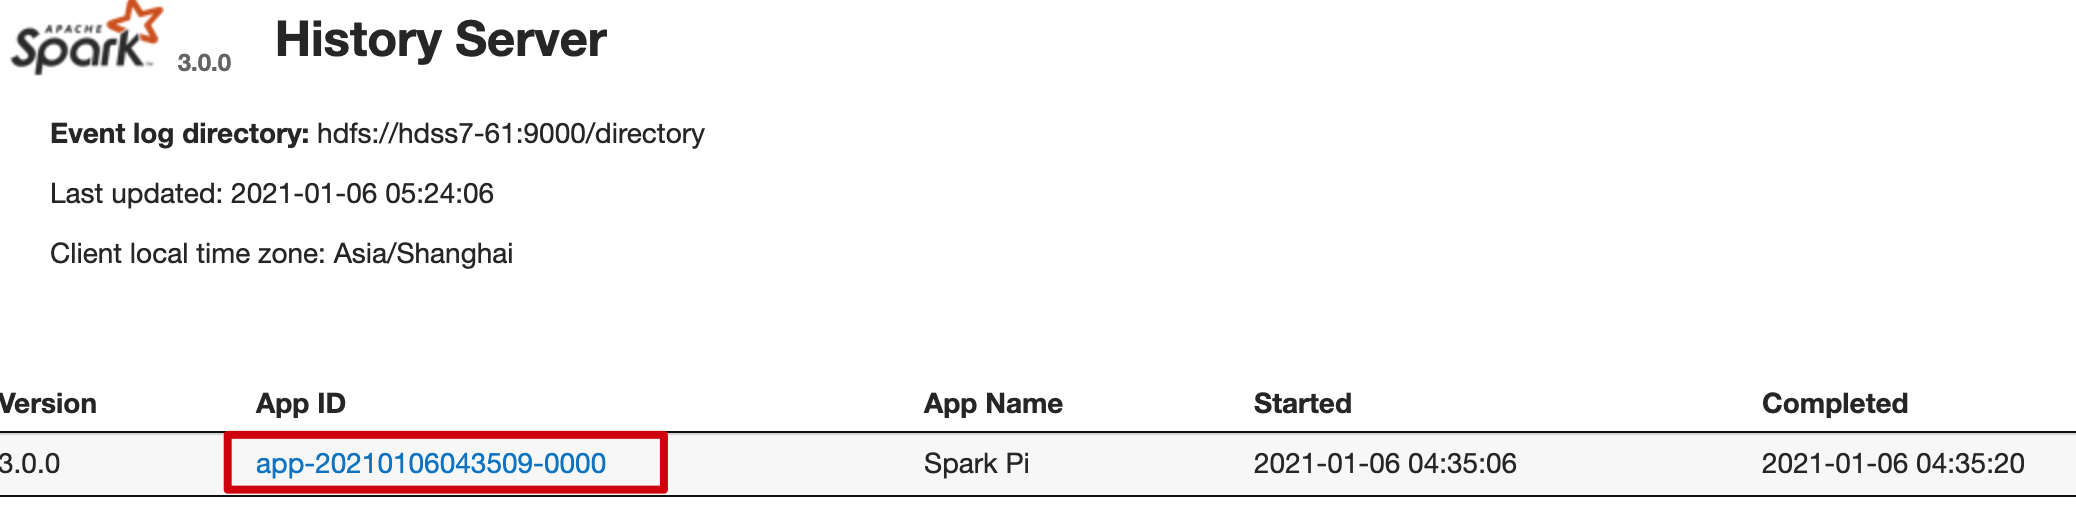 APACHE
Spark 3.0.0 History Server
Event log directory: hdfs://hdss7-61:9000/directory
Last updated: 2021-01-06 05:24:06
Client local time zone: Asia/Shanghai
Version App ID App Name Started Completed
3.0.0 app-20210106043509-0000 Spark Pi 2021-01-06 04:35:06 2021-01-06 04:35:20